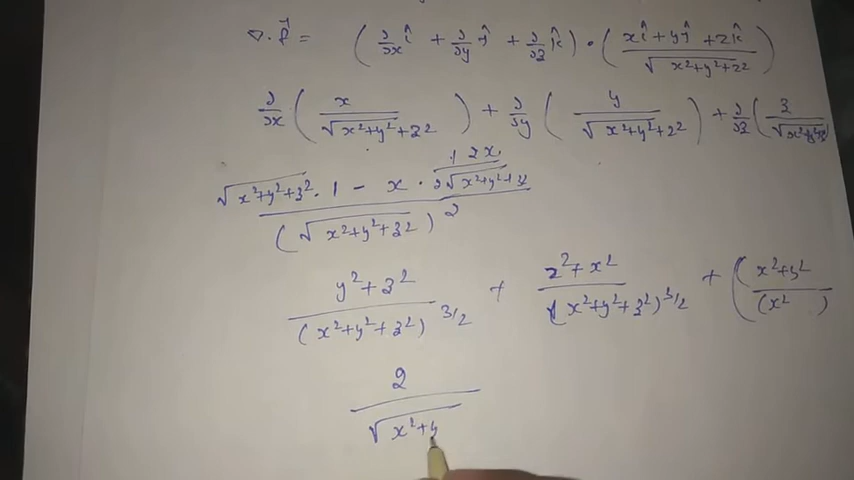 ∇·f⃗ = (∂/∂x î + ∂/∂y ĵ + ∂/∂z k̂) · (xî + yĵ + zk̂ / √x²+y²+z²)
∂/∂x (x / √x²+y²+z²) + ∂/∂y (y / √x²+y²+z²) + ∂/∂z (z / √x²+y²+z²)
√x²+y²+z² · 1 − x · 1 2x / 2√x²+y²+z² / (√x²+y²+z²)²
y²+z² / (x²+y²+z²)3/2 + z²+x² / (x²+y²+z²)3/2 + (x²+y² / (x² )
2 / √x²+y